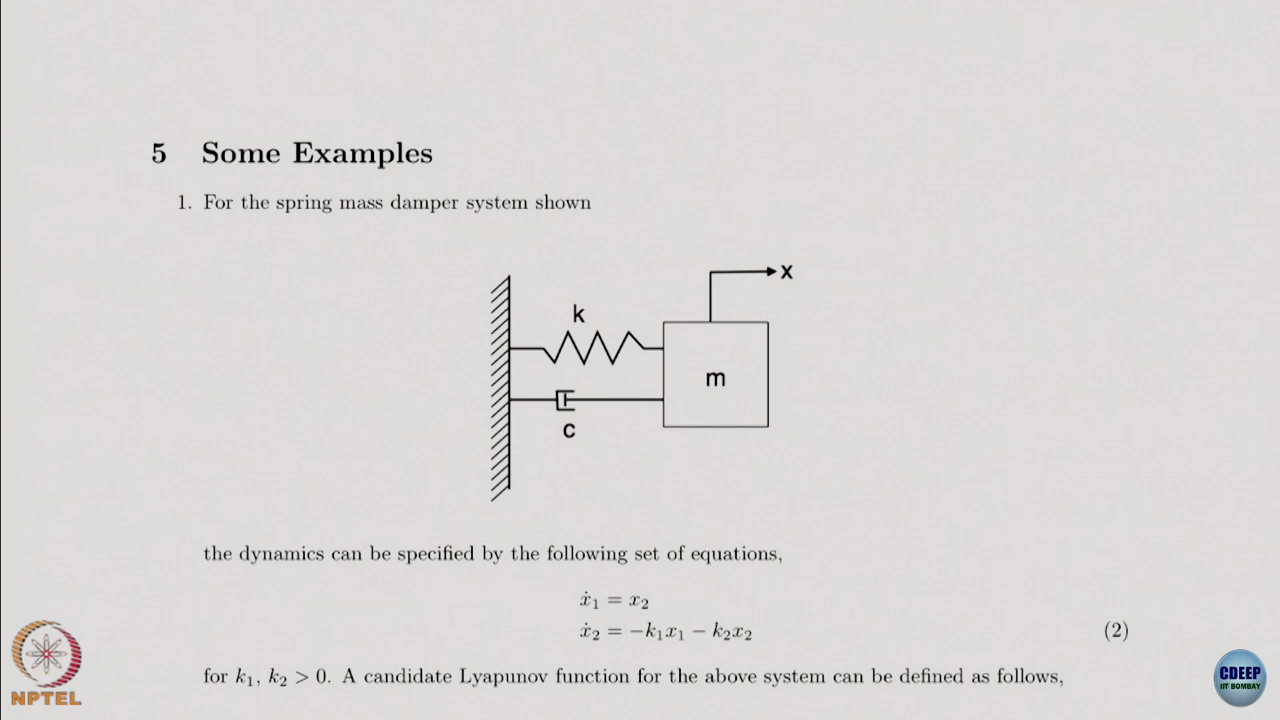 5 Some Examples
1. For the spring mass damper system shown
x
k
m
c
the dynamics can be specified by the following set of equations,
ẋ₁ = x₂
ẋ₂ = −k₁x₁ − k₂x₂ (2)
for k₁, k₂ > 0. A candidate Lyapunov function for the above system can be defined as follows,
NPTEL
CDEEP
IIT BOMBAY